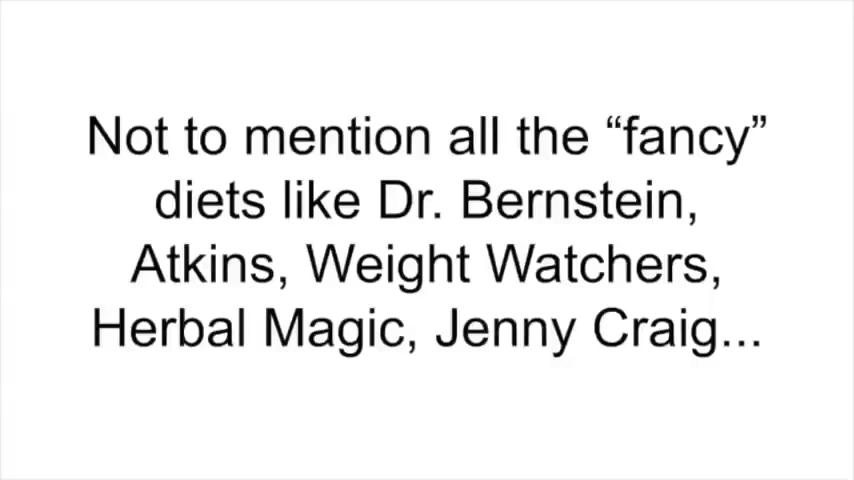 Not to mention all the “fancy”
diets like Dr. Bernstein,
Atkins, Weight Watchers,
Herbal Magic, Jenny Craig...